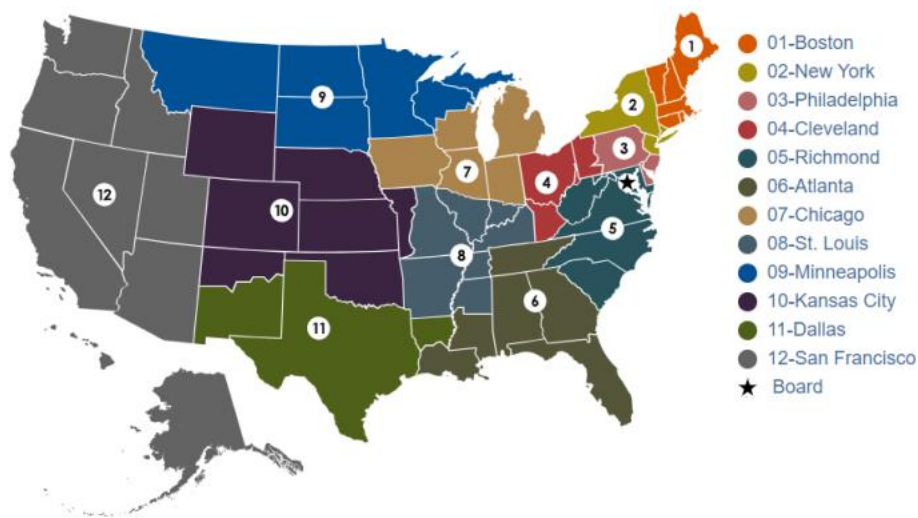 1
2
3
4
5
6
7
8
9
10
11
12
01-Boston
02-New York
03-Philadelphia
04-Cleveland
05-Richmond
06-Atlanta
07-Chicago
08-St. Louis
09-Minneapolis
10-Kansas City
11-Dallas
12-San Francisco
Board